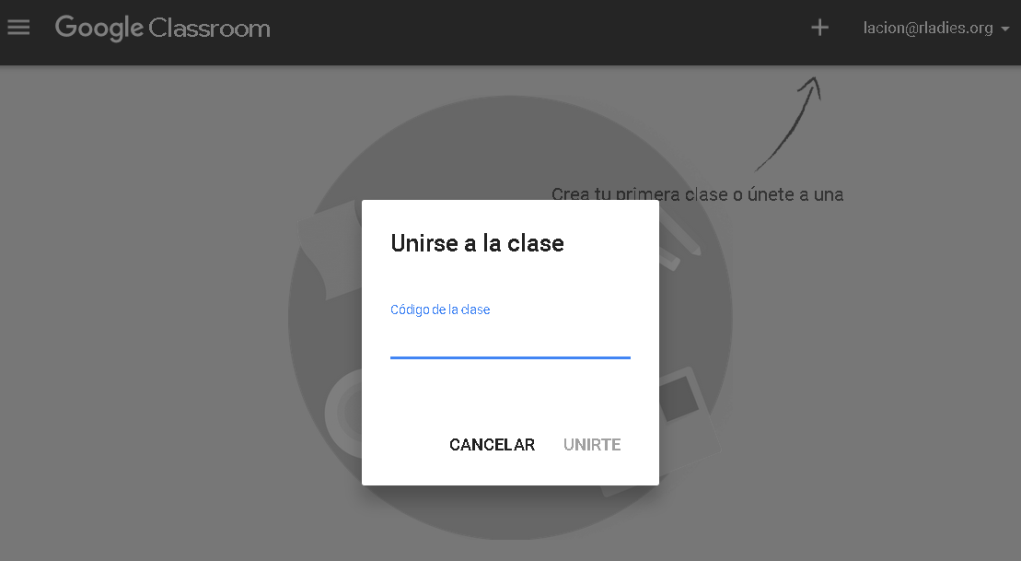 Google Classroom
lacion@rladies.org
Crea tu primera clase o únete a una
Unirse a la clase
Código de la clase
CANCELAR UNIRTE